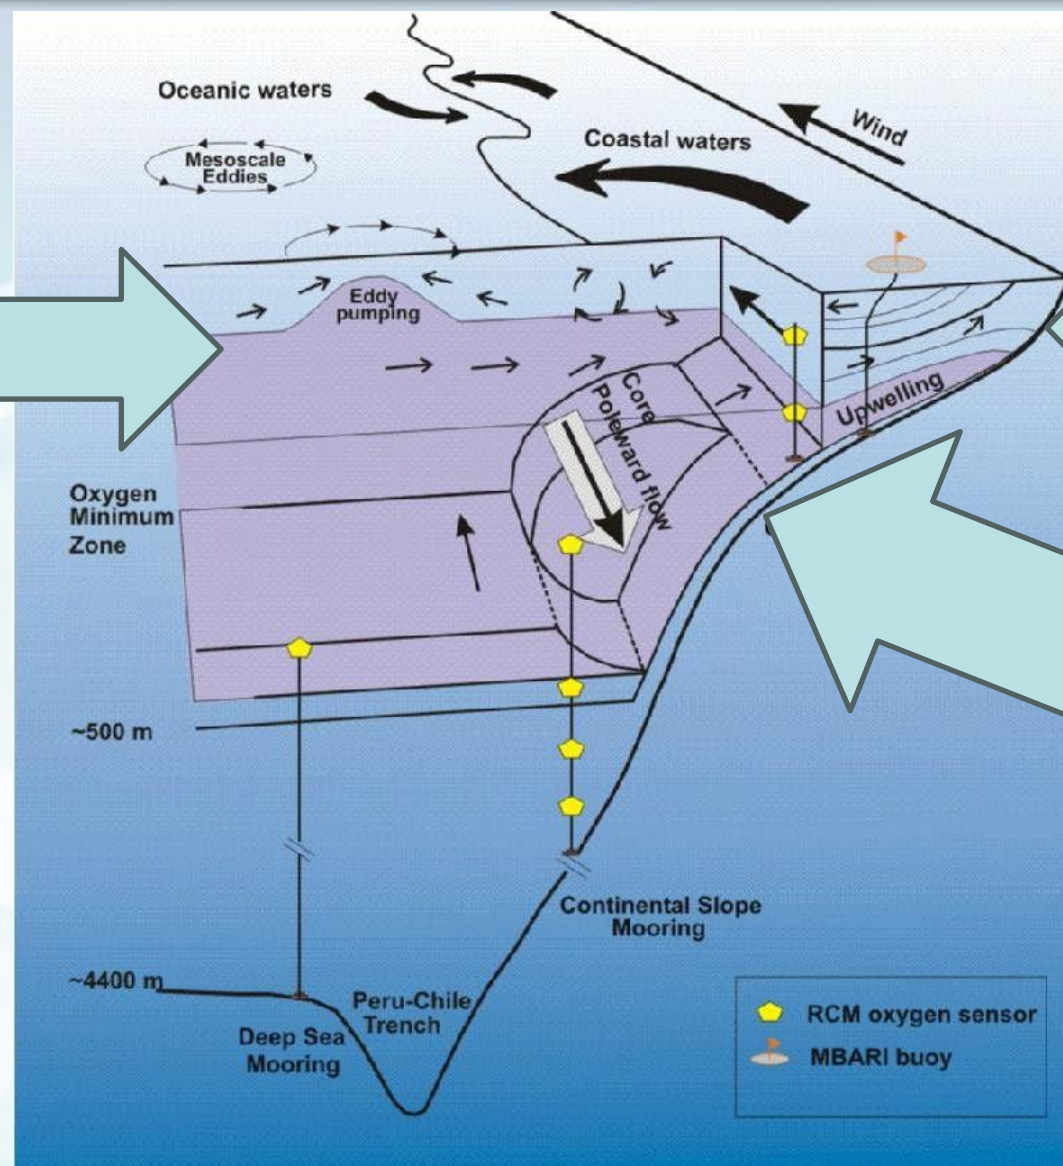 Oceanic waters
Wind
Coastal waters
Mesoscale
Eddies
Eddy
pumping
Core
Poleward flow
Upwelling
Oxygen
Minimum
Zone
~500 m
Continental Slope
Mooring
~4400 m
Peru-Chile
Trench
Deep Sea
Mooring
RCM oxygen sensor
MBARI buoy